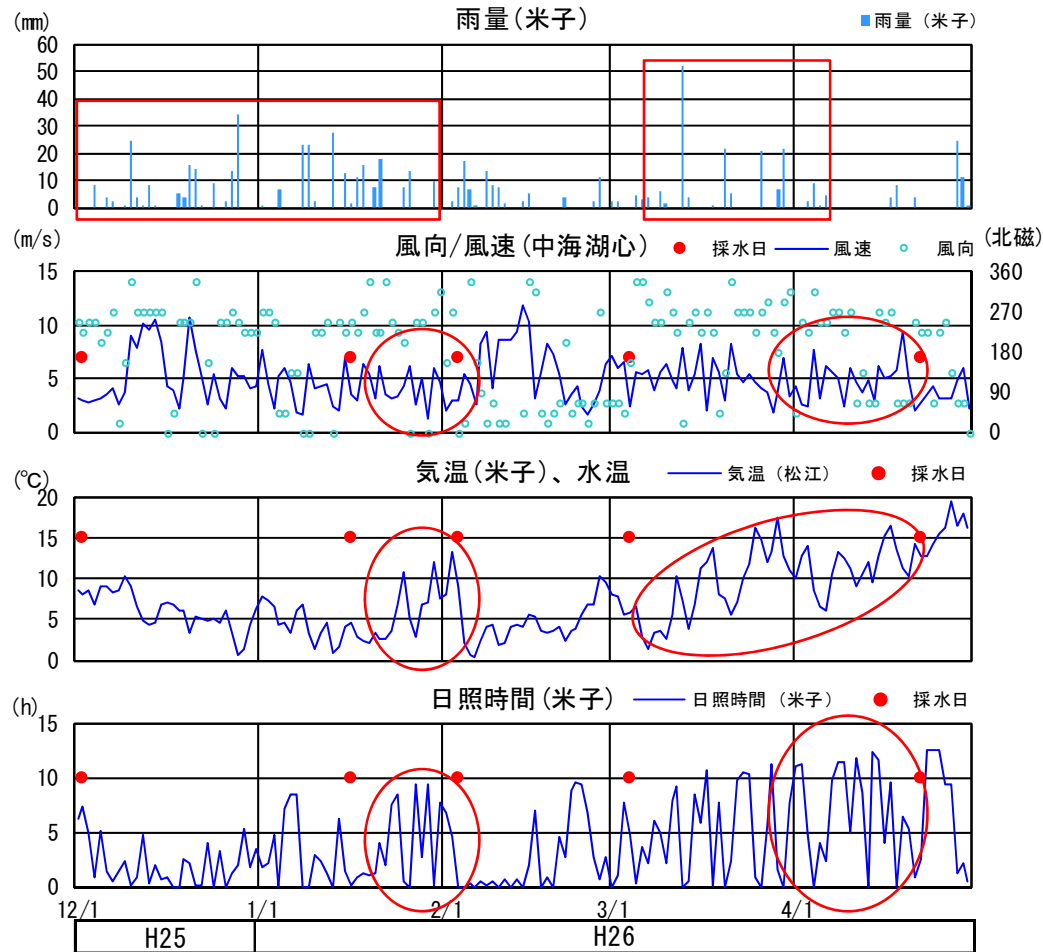 雨量(米子)
(mm)
雨量(米子)
60
50
40
30
20
10
0
風向/風速(中海湖心)
(m/s)
採水日 風速 風向
(北磁)
15
10
5
0
360
270
180
90
0
気温(米子)、水温
(℃)
気温(松江) 採水日
20
15
10
5
0
日照時間(米子)
(h)
日照時間(米子) 採水日
15
10
5
0
12/1 1/1 2/1 3/1 4/1
H25 H26